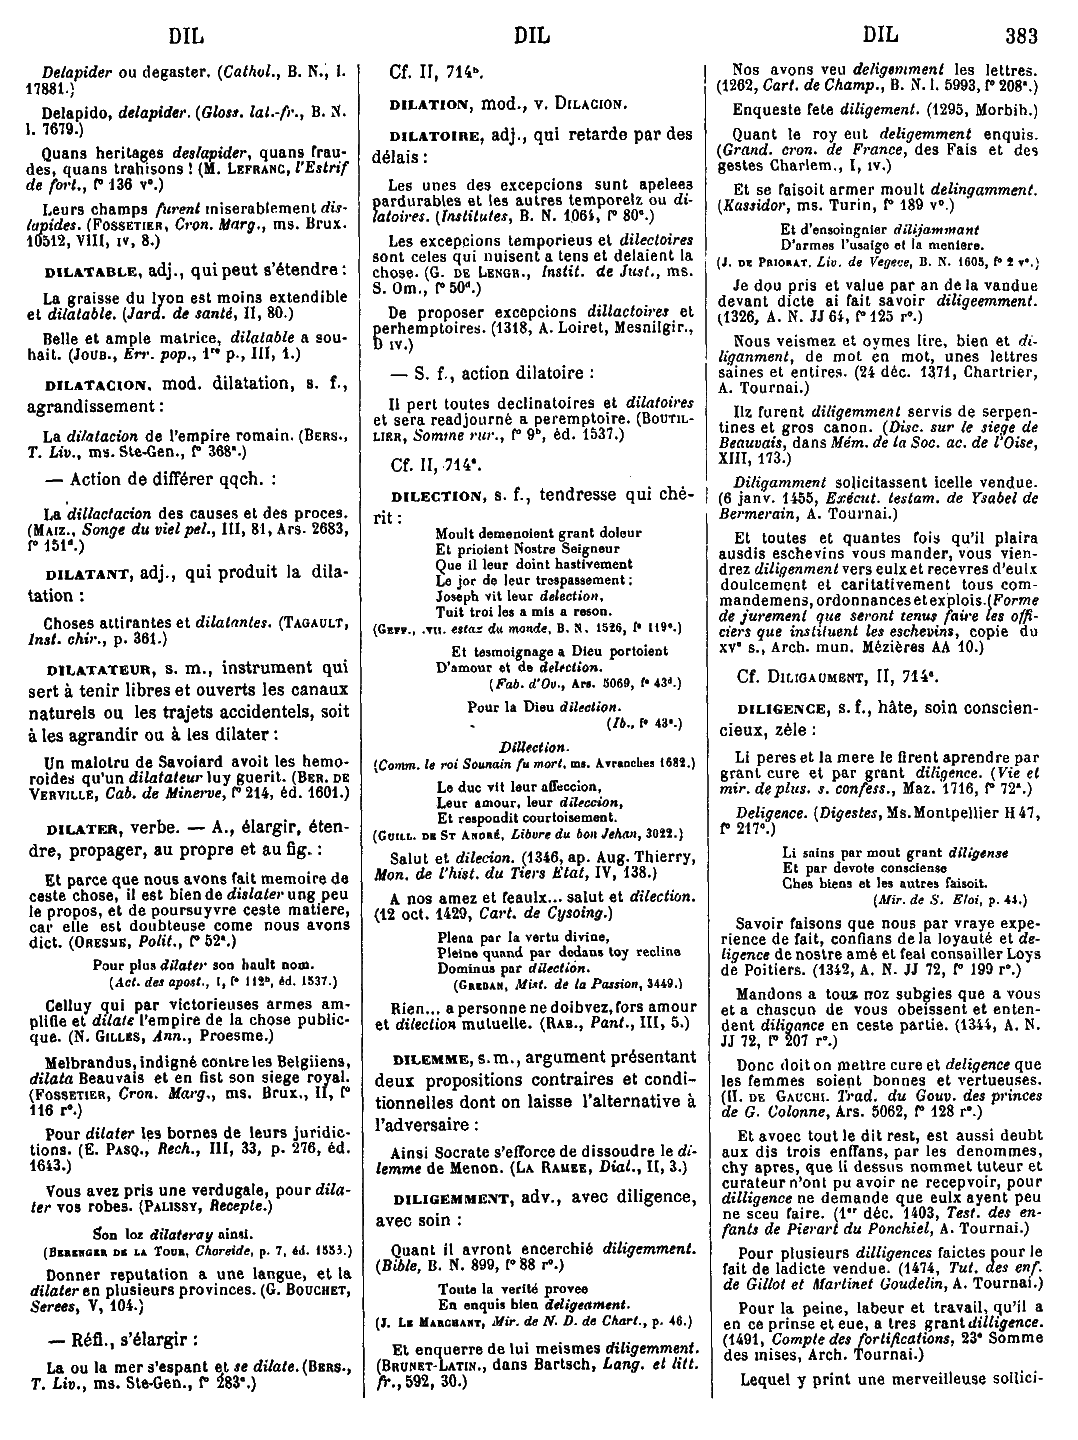 DIL
DIL
DIL
383
Delapider ou degaster. (Cathol., B. N., l.
17881.)
Delapido, delapider. (Gloss. lat.-fr., B. N.
l. 7679.)
Quans heritages deslapider, quans frau-
des, quans trahisons ! (M. LEFRANC, l'Estrif
de fort., f° 136 v°.)
Leurs champs furent miserablement dis-
lapides. (FOSSETIER, Cron. Marg., ms. Brux.
10512, VIII, IV, 8.)
DILATABLE, adj., qui peut s'étendre :
La graisse du lyon est moins extendible
et dilatable. (Jard. de santé, II, 80.)
Belle et ample matrice, dilatable a sou-
hait. (JOUB., Err. pop., 1re p., III, 1.)
DILATACION, mod. dilatation, s. f.,
agrandissement :
La dilatacion de l'empire romain. (BERS.,
T. Liv., ms. Ste-Gen., f° 368a.)
— Action de différer qqch. :
La dillactacion des causes et des proces.
(MAIZ., Songe du viel pel., III, 81, Ars. 2683,
f° 151d.)
DILATANT, adj., qui produit la dila-
tation :
Choses attirantes et dilatantes. (TAGAULT,
Inst. chir., p. 361.)
DILATATEUR, s. m., instrument qui
sert à tenir libres et ouverts les canaux
naturels ou les trajets accidentels, soit
à les agrandir ou à les dilater :
Un malotru de Savoiard avoit les hemo-
roides qu'un dilatateur luy guerit. (BER. DE
VERVILLE, Cab. de Minerve, f° 214, éd. 1601.)
DILATER, verbe. — A., élargir, éten-
dre, propager, au propre et au fig. :
Et parce que nous avons fait memoire de
ceste chose, il est bien de dislater ung peu
le propos, et de poursuyvre ceste matiere,
car elle est doubteuse come nous avons
dict. (ORESME, Polit., f° 52a.)
Pour plus dilater son hault nom.
(Act. des apost., I, f° 112b, éd. 1537.)
Celluy qui par victorieuses armes am-
plifie et dilate l'empire de la chose public-
que. (N. GILLES, Ann., Proesme.)
Melbrandus, indigné contre les Belgiiens,
dilata Beauvais et en fist son siege royal.
(FOSSETIER, Cron. Marg., ms. Brux., II, f°
116 r°.)
Pour dilater les bornes de leurs juridic-
tions. (E. PASQ., Rech., III, 33, p. 276, éd.
1643.)
Vous avez pris une verdugale, pour dila-
ter vos robes. (PALISSY, Recepte.)
Son loz dilateray ainsi.
(BERENGER DE LA TOUR, Choreide, p. 7, éd. 1553.)
Donner reputation a une langue, et la
dilater en plusieurs provinces. (G. BOUCHET,
Serees, V, 104.)
— Réfl., s'élargir :
La ou la mer s'espant et se dilate. (BERS.,
T. Liv., ms. Ste-Gen., f° 283a.)
Cf. II, 714b.
DILATION, mod., v. DILACION.
DILATOIRE, adj., qui retarde par des
délais :
Les unes des excepcions sunt apelees
pardurables et les autres temporelz ou di-
latoires. (Institutes, B. N. 1064, f° 80a.)
Les excepcions temporieus et dilectoires
sont celes qui nuisent a tens et delaient la
chose. (G. DE LENGR., Instit. de Just., ms.
S. Om., f° 50d.)
De proposer excepcions dillactoires et
perhemptoires. (1318, A. Loiret, Mesnilgir.,
D IV.)
— S. f., action dilatoire :
Il pert toutes declinatoires et dilatoires
et sera readjourné a peremptoire. (BOUTIL-
LIER, Somme rur., f° 9b, éd. 1537.)
Cf. II, 714a.
DILECTION, s. f., tendresse qui ché-
rit :
Moult demenoient grant doleur
Et prioient Nostre Seigneur
Que il leur doint hastivement
Le jor de leur trespassement ;
Joseph vit leur delection,
Tuit troi les a mis a reson.
(GEFF., .VII. estaz du monde, B. N. 1526, f° 119a.)
Et tesmoignage a Dieu portoient
D'amour et de delection.
(Fab. d'Ov., Ars. 5069, f° 43d.)
Pour la Dieu dilection.
(Ib., f° 43a.)
Dillection.
(Comm. le roi Sounain fu mort, ms. Avranches 1682.)
Le duc vit leur affeccion,
Leur amour, leur dileccion,
Et respondit courtoisement.
(GUILL. DE ST ANDRÉ, Libvre du bon Jehan, 3022.)
Salut et dilecion. (1346, ap. Aug. Thierry,
Mon. de l'hist. du Tiers Etat, IV, 138.)
A nos amez et feaulx... salut et dilection.
(12 oct. 1429, Cart. de Cysoing.)
Plena par la vertu divine,
Pleine quand par dedans toy recline
Dominus par dilection.
(GREBAN, Mist. de la Passion, 3449.)
Rien... a personne ne doibvez, fors amour
et dilection mutuelle. (RAB., Pant., III, 5.)
DILEMME, s. m., argument présentant
deux propositions contraires et condi-
tionnelles dont on laisse l'alternative à
l'adversaire :
Ainsi Socrate s'efforce de dissoudre le di-
lemme de Menon. (LA RAMEE, Dial., II, 3.)
DILIGEMMENT, adv., avec diligence,
avec soin :
Quant il avront encerchié diligemment.
(Bible, B. N. 899, f° 88 r°.)
Toute la verité provee
En enquis bien deligeament.
(J. LE MARCHANT, Mir. de N. D. de Chart., p. 46.)
Et enquerre de lui meismes diligemment.
(BRUNET-LATIN., dans Bartsch, Lang. et litt.
fr., 592, 30.)
Nos avons veu deligemment les lettres.
(1262, Cart. de Champ., B. N. l. 5993, f° 208a.)
Enqueste fete diligement. (1295, Morbih.)
Quant le roy eut deligemment enquis.
(Grand. cron. de France, des Fais et des
gestes Charlem., I, IV.)
Et se faisoit armer moult delingamment.
(Kassidor, ms. Turin, f° 189 v°.)
Et d'ensoingnier dilijammant
D'armes l'usaige et la meniere.
(J. DE PRIORAT, Liv. de Vegece, B. N. 1605, f° 2 v°.)
Je dou pris et value par an de la vandue
devant dicte ai fait savoir diligeemment.
(1326, A. N. JJ 64, f° 125 r°.)
Nous veismez et oymes lire, bien et di-
liganment, de mot en mot, unes lettres
saines et entires. (24 déc. 1371, Chartrier,
A. Tournai.)
Ilz furent diligemment servis de serpen-
tines et gros canon. (Disc. sur le siege de
Beauvais, dans Mém. de la Soc. ac. de l'Oise,
XIII, 173.)
Diligamment solicitassent icelle vendue.
(6 janv. 1455, Exécut. testam. de Ysabel de
Bermerain, A. Tournai.)
Et toutes et quantes fois qu'il plaira
ausdis eschevins vous mander, vous vien-
drez diligenment vers eulx et recevres d'eulx
doulcement et caritativement tous com-
mandemens, ordonnances et explois. (Forme
de jurement que seront tenus faire les offi-
ciers que instituent les eschevins, copie du
XVe s., Arch. mun. Mézières AA 10.)
Cf. DILIGAUMENT, II, 714a.
DILIGENCE, s. f., hâte, soin conscien-
cieux, zèle :
Li peres et la mere le firent aprendre par
grant cure et par grant diligence. (Vie et
mir. de plus. s. confess., Maz. 1716, f° 72a.)
Deligence. (Digestes, Ms. Montpellier H 47,
f° 217c.)
Li sains par mout grant diligense
Et par devote consciense
Ches biens et les autres faisoit.
(Mir. de S. Eloi, p. 44.)
Savoir faisons que nous par vraye expe-
rience de fait, confians de la loyauté et de-
ligence de nostre amé et feal consailler Loys
de Poitiers. (1342, A. N. JJ 72, f° 199 r°.)
Mandons a touz noz subgies que a vous
et a chascun de vous obeissent et enten-
dent diligance en ceste partie. (1344, A. N.
JJ 72, f° 207 r°.)
Donc doit on mettre cure et deligence que
les femmes soient bonnes et vertueuses.
(H. DE GAUCHI. Trad. du Gouv. des princes
de G. Colonne, Ars. 5062, f° 128 r°.)
Et avoec tout le dit rest, est aussi deubt
aux dis trois enffans, par les denommes,
chy apres, que li dessus nommet tuteur et
curateur n'ont pu avoir ne recepvoir, pour
dilligence ne demande que eulx ayent peu
ne sceu faire. (1er déc. 1403, Test. des en-
fants de Pierart du Ponchiel, A. Tournai.)
Pour plusieurs dilligences faictes pour le
fait de ladicte vendue. (1474, Tut. des enf.
de Gillot et Martinet Goudelin, A. Tournai.)
Pour la peine, labeur et travail, qu'il a
en ce prinse et eue, a tres grant dilligence.
(1491, Compte des fortifications, 23e Somme
des mises, Arch. Tournai.)
Lequel y print une merveilleuse sollici-